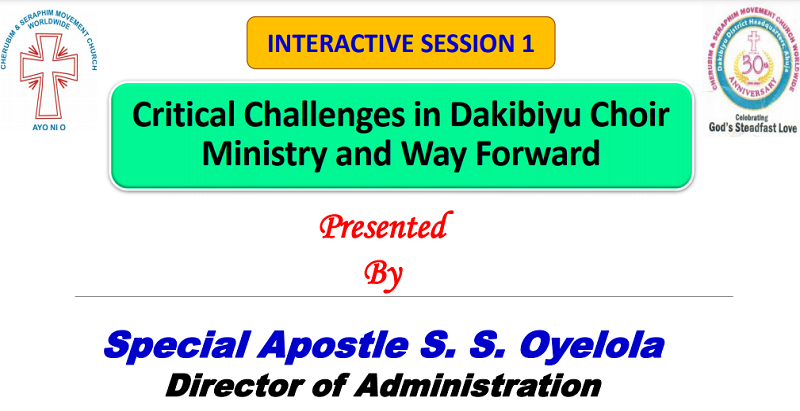 CHERUBIM & SERAPHIM MOVEMENT CHURCH WORLDWIDE
AYO NI O
INTERACTIVE SESSION 1
CHERUBIM & SERAPHIM MOVEMENT CHURCH WORLDWIDE
Dakibiyu District Headquarters, Abuja
30th
ANNIVERSARY
Celebrating
God's Steadfast Love
Critical Challenges in Dakibiyu Choir
Ministry and Way Forward
Presented
By
Special Apostle S. S. Oyelola
Director of Administration